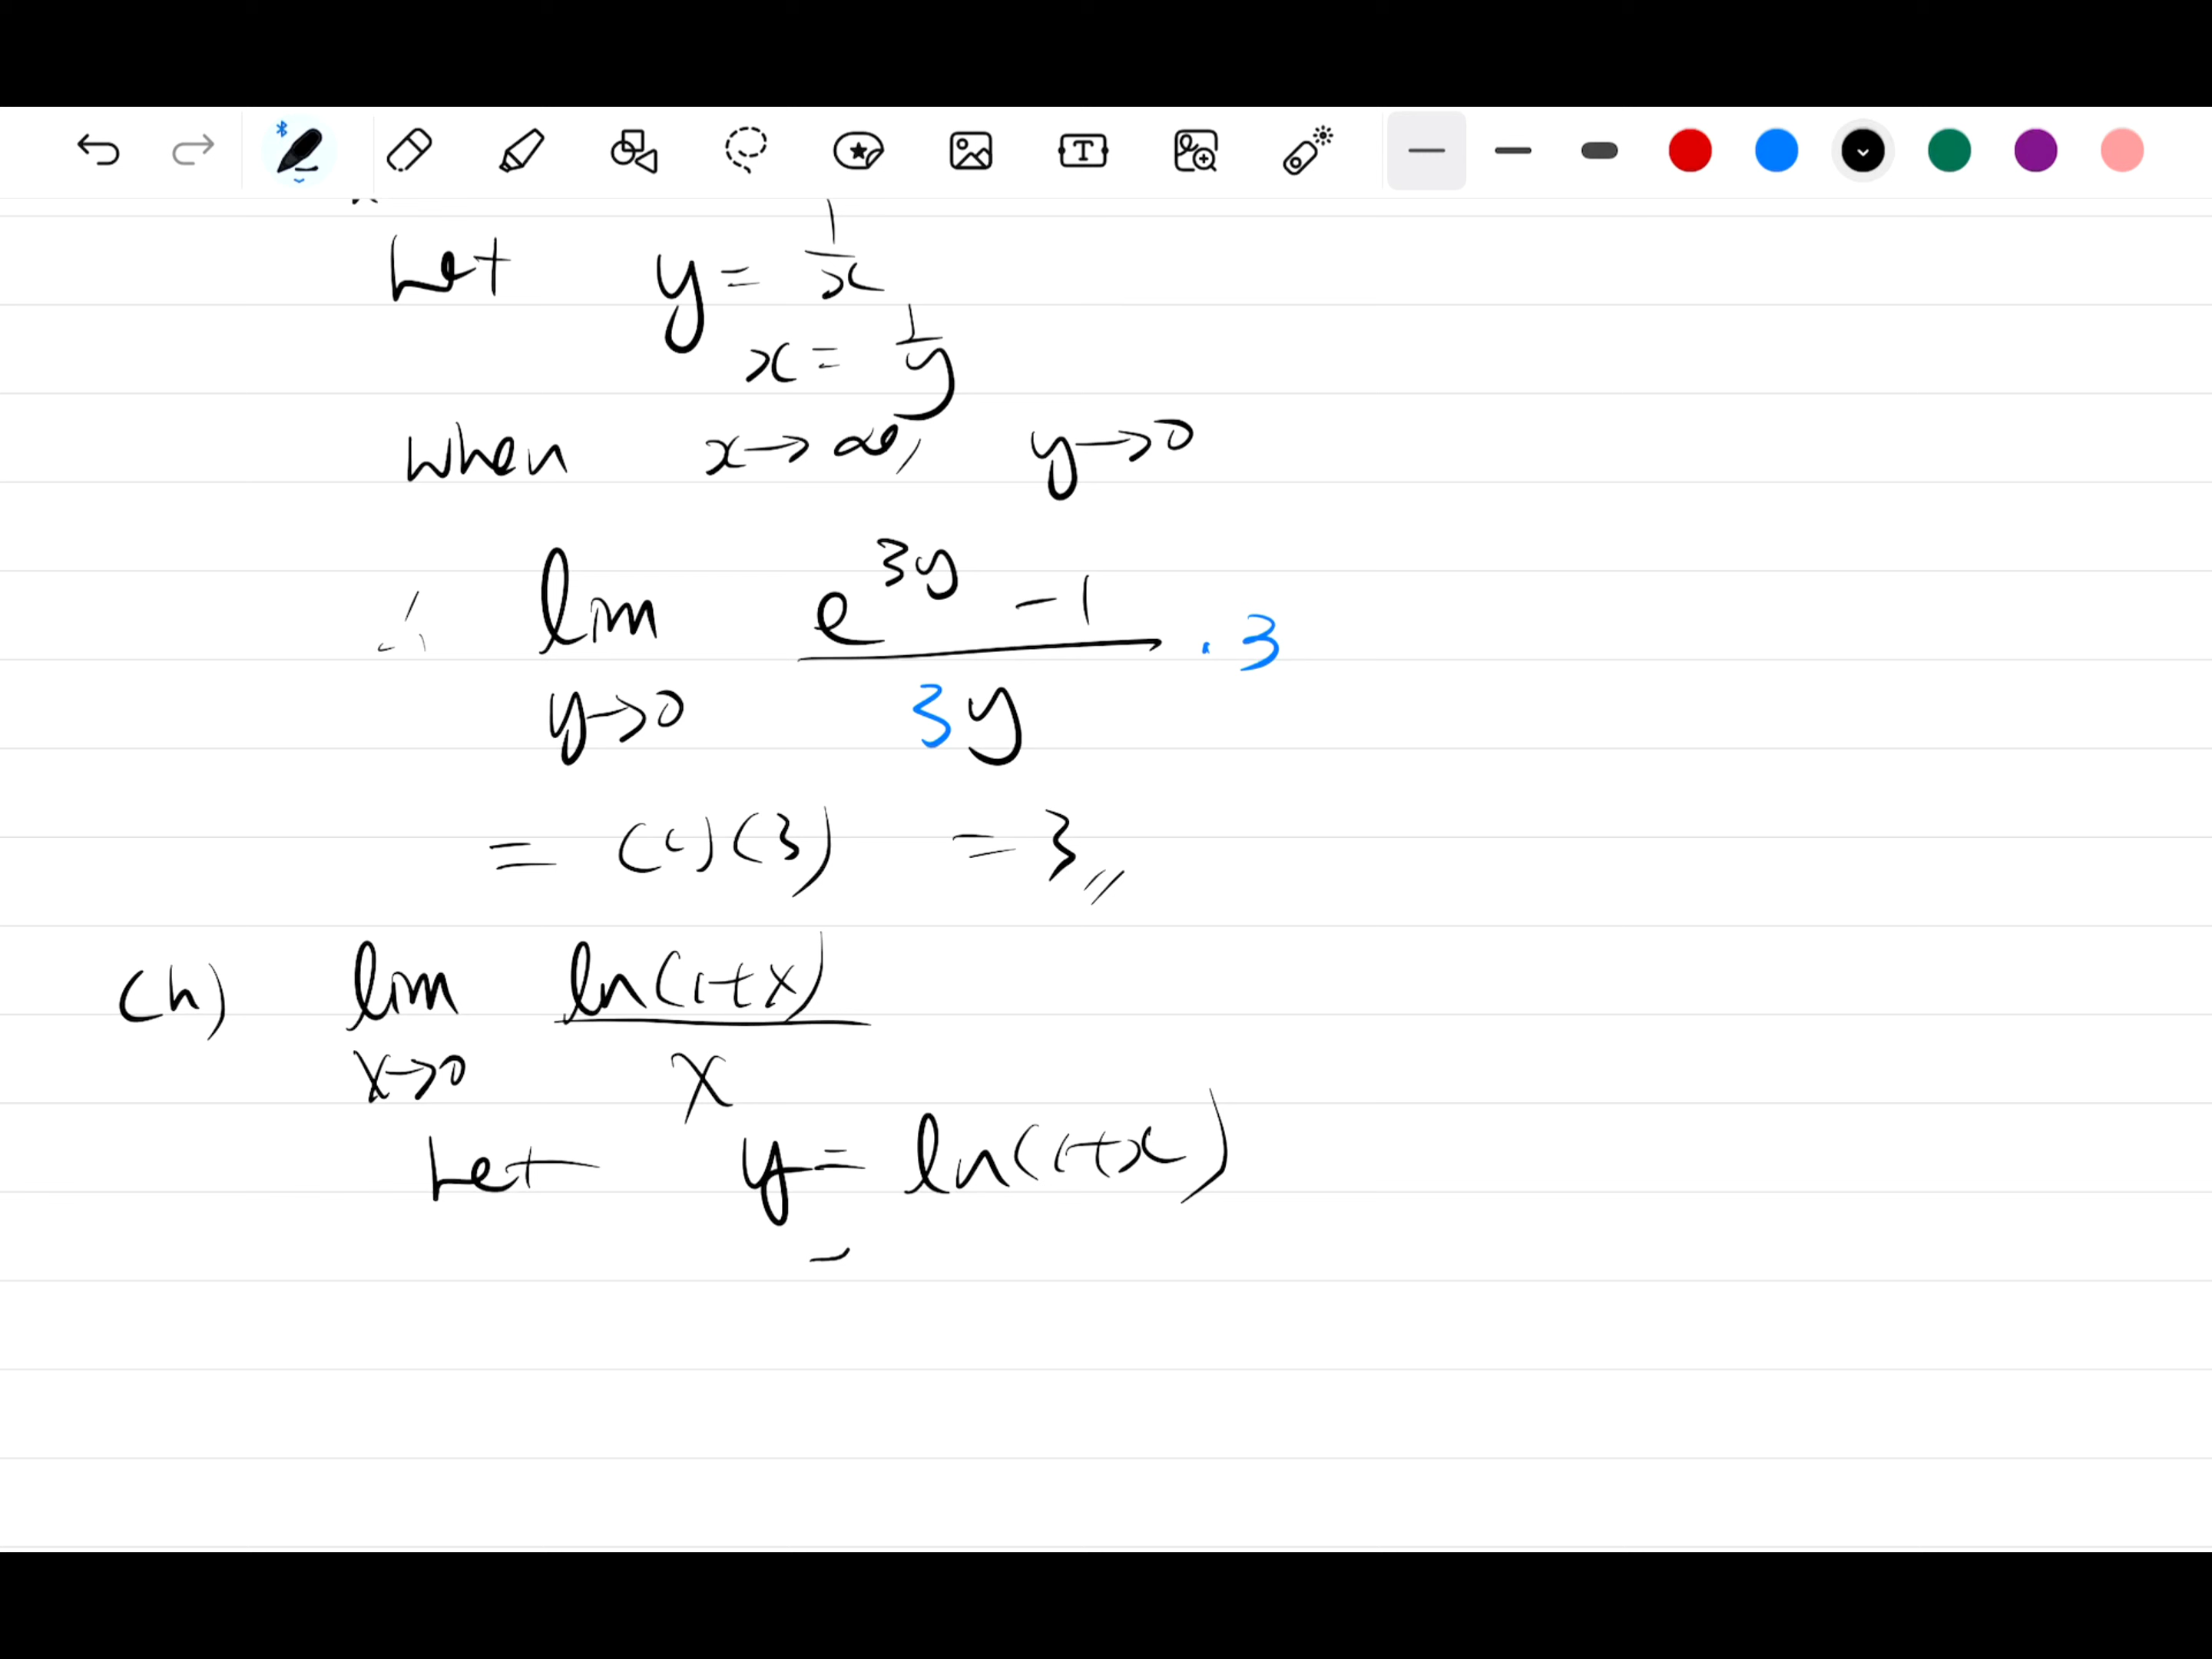 Let y = 1/x
x = 1/y
when x→∞, y→0
∴ lim y→0 (e^(3y) - 1)/(3y) · 3
= (1)(3) = 3//
(h) lim x→0 ln(1+x)/x
Let y = ln(1+x)